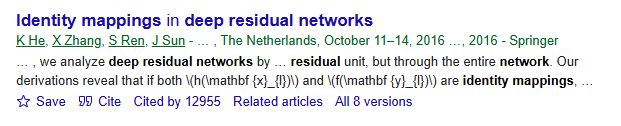 Identity mappings in deep residual networks
K He, X Zhang, S Ren, J Sun - … , The Netherlands, October 11–14, 2016 …, 2016 - Springer
… , we analyze deep residual networks by … residual unit, but through the entire network. Our
derivations reveal that if both \(h(\mathbf {x}_{l})\) and \(f(\mathbf {y}_{l})\) are identity mappings, …
Save Cite Cited by 12955 Related articles All 8 versions